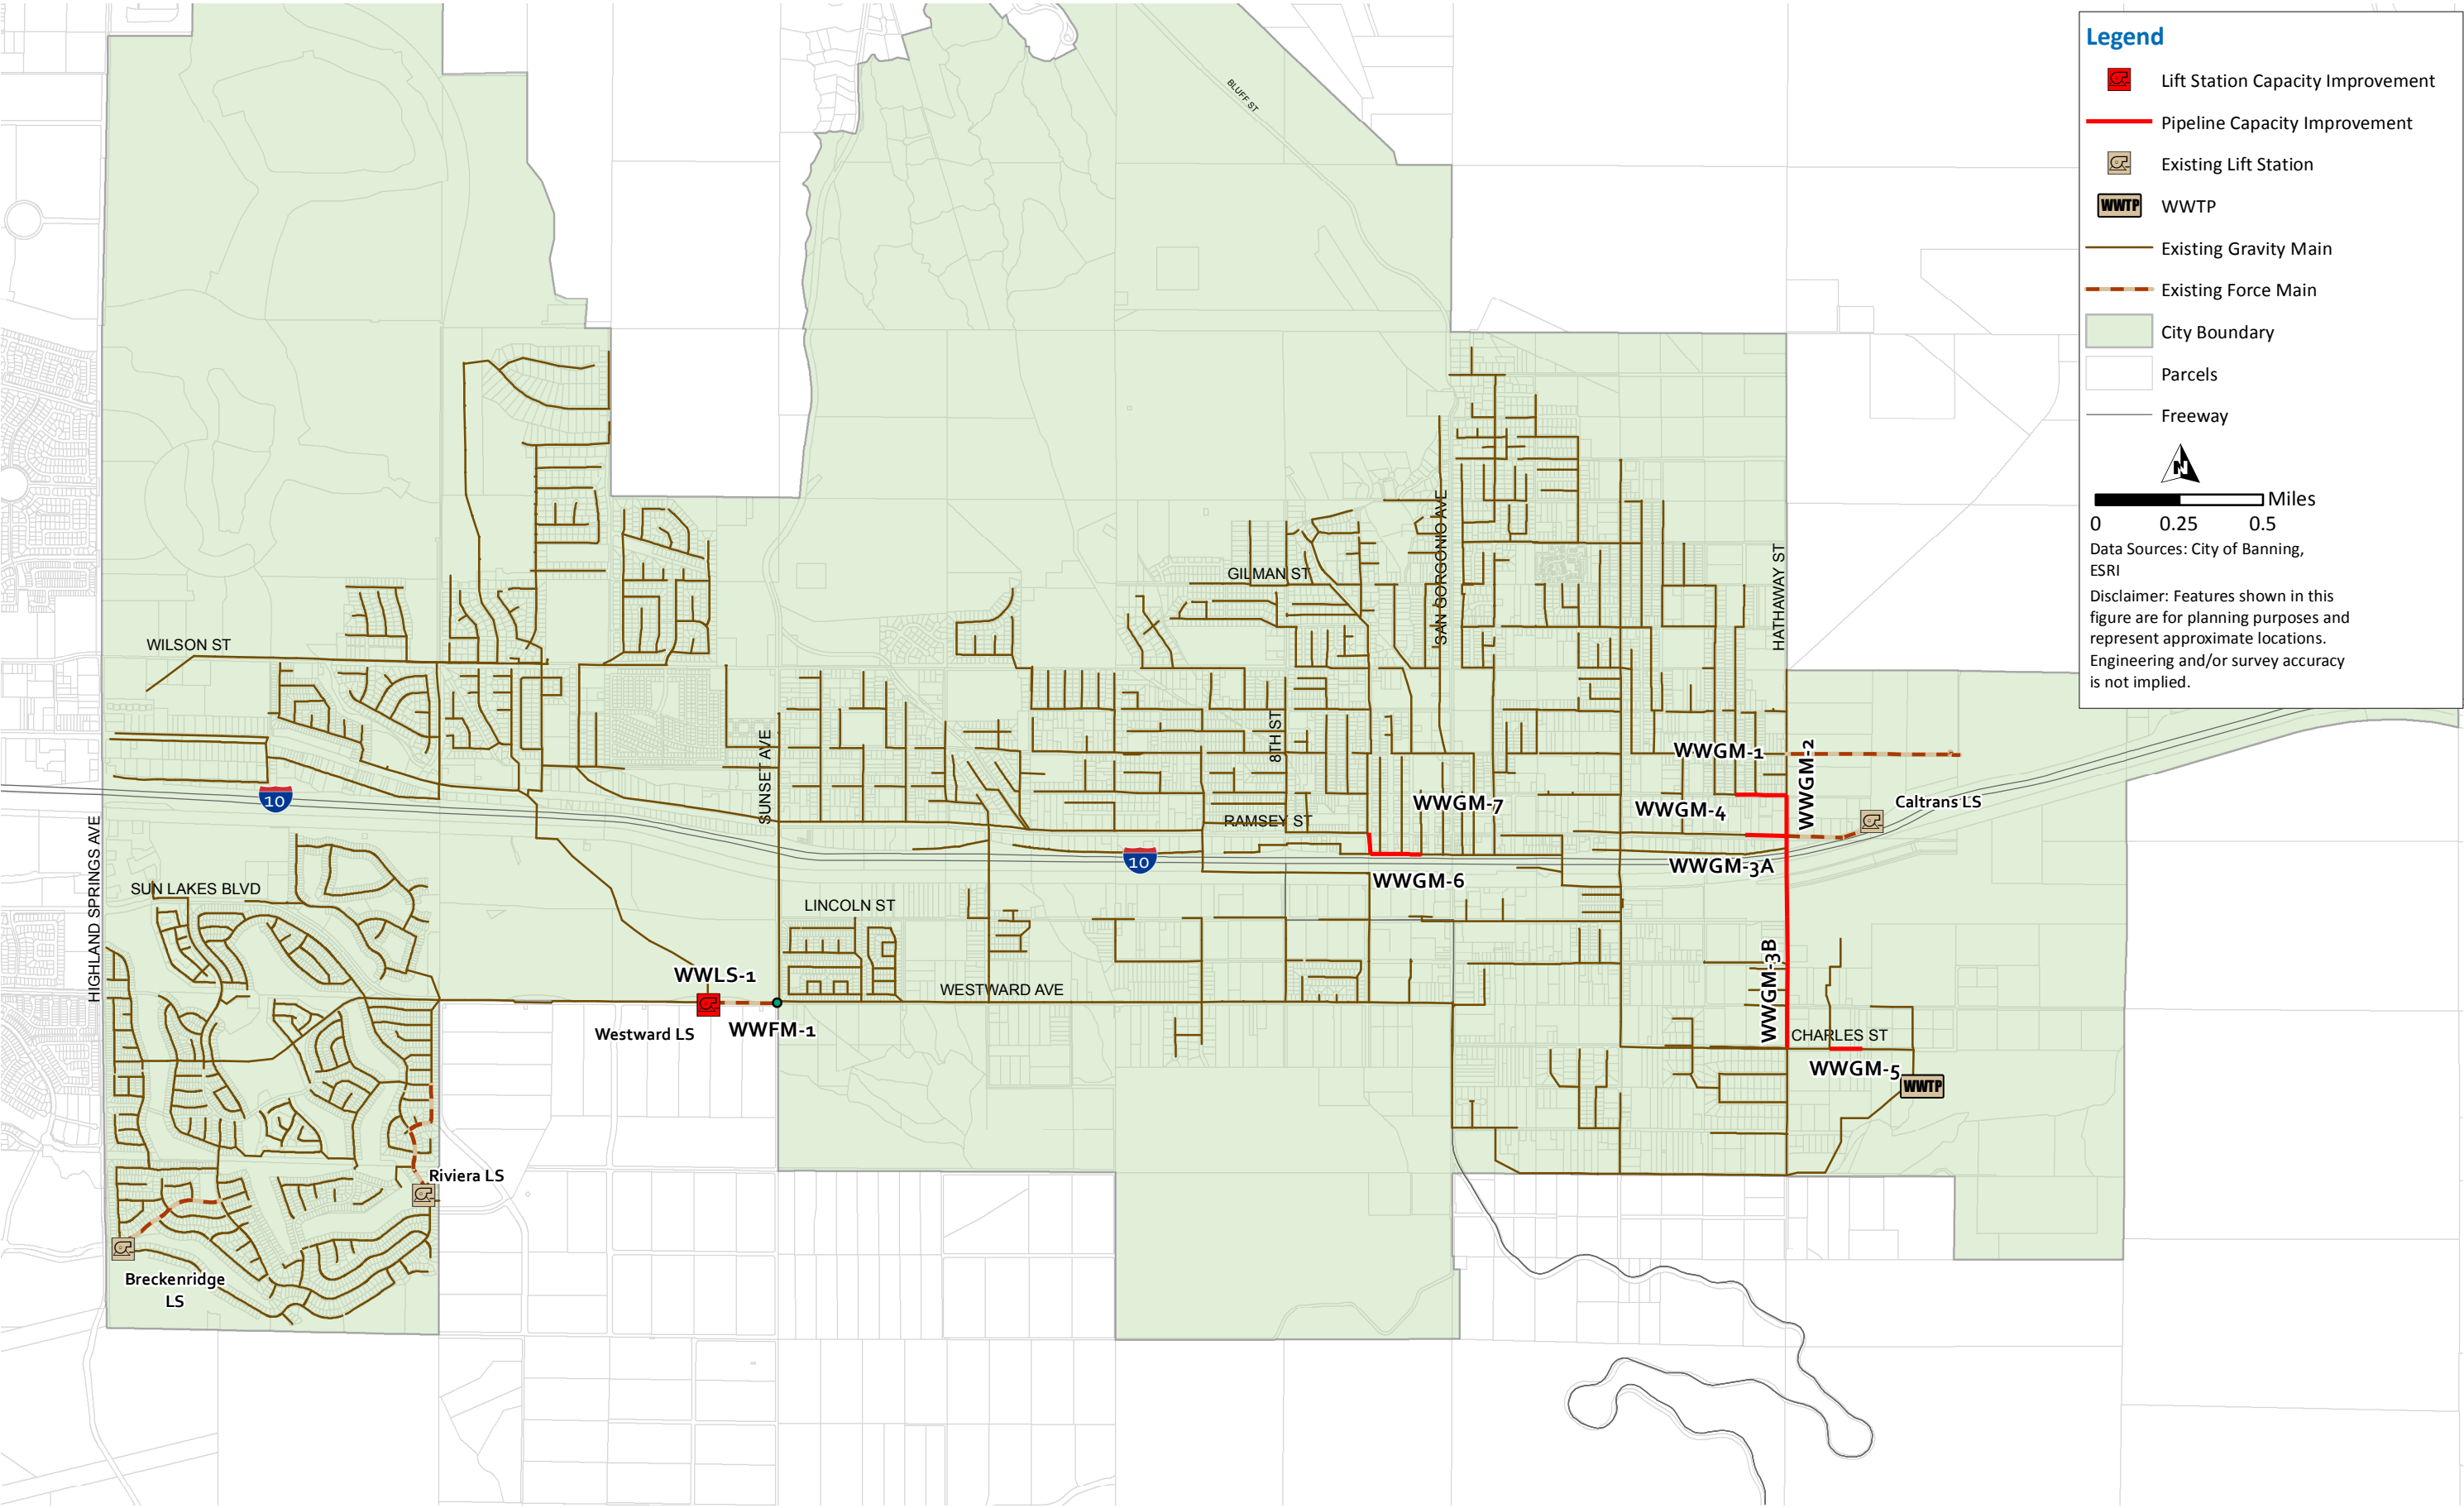 Legend
Lift Station Capacity Improvement
Pipeline Capacity Improvement
Existing Lift Station
WWTP WWTP
Existing Gravity Main
Existing Force Main
City Boundary
Parcels
Freeway
N
Miles
0 0.25 0.5
Data Sources: City of Banning,
ESRI
Disclaimer: Features shown in this
figure are for planning purposes and
represent approximate locations.
Engineering and/or survey accuracy
is not implied.
BLUFF ST
GILMAN ST
SAN GORGONIO AVE
HATHAWAY ST
WILSON ST
8TH ST
SUNSET AVE
WWGM-1
WWGM-2
10
WWGM-7
WWGM-4
Caltrans LS
RAMSEY ST
10
WWGM-3A
WWGM-6
HIGHLAND SPRINGS AVE
SUN LAKES BLVD
LINCOLN ST
WWLS-1
WESTWARD AVE
WWGM-3B
Westward LS
WWFM-1
CHARLES ST
WWGM-5
WWTP
Riviera LS
Breckenridge
LS